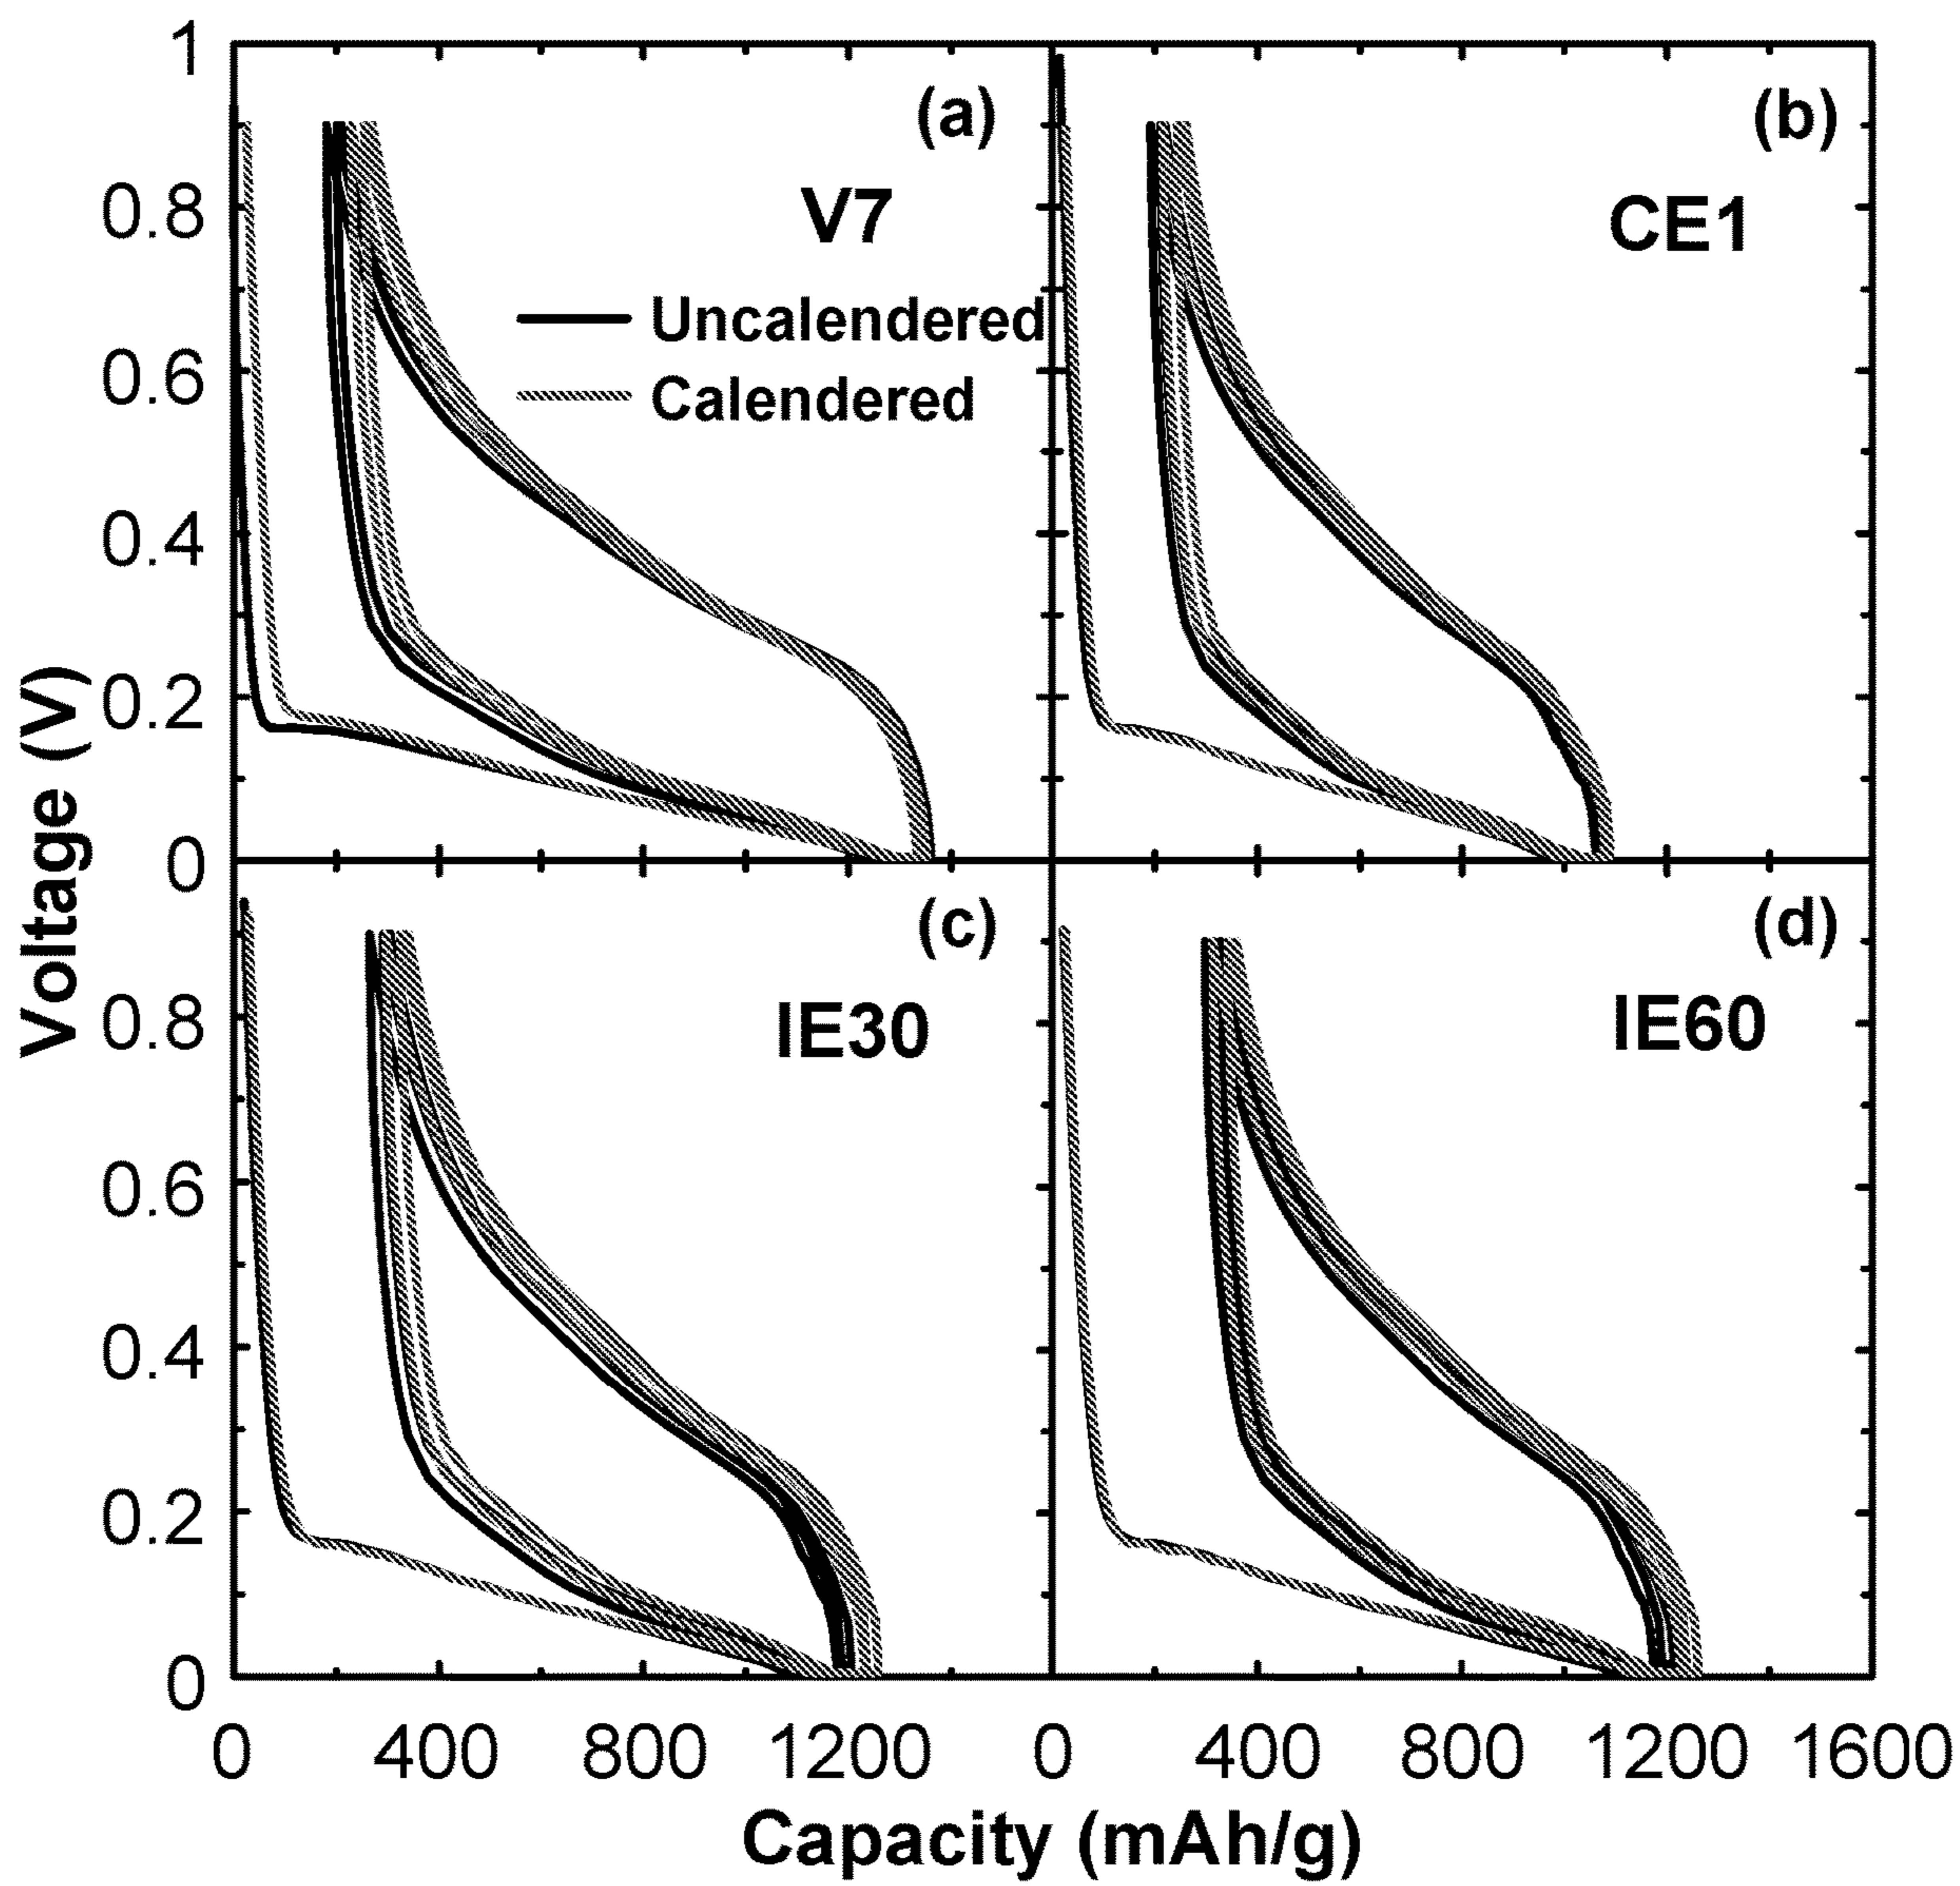 1
0.8
0.6
0.4
0.2
0
0.8
0.6
0.4
0.2
0
Voltage (V)
(a)
V7
Uncalendered
Calendered
(b)
CE1
(c)
IE30
(d)
IE60
0 400 800 1200 0 400 800 1200 1600
Capacity (mAh/g)